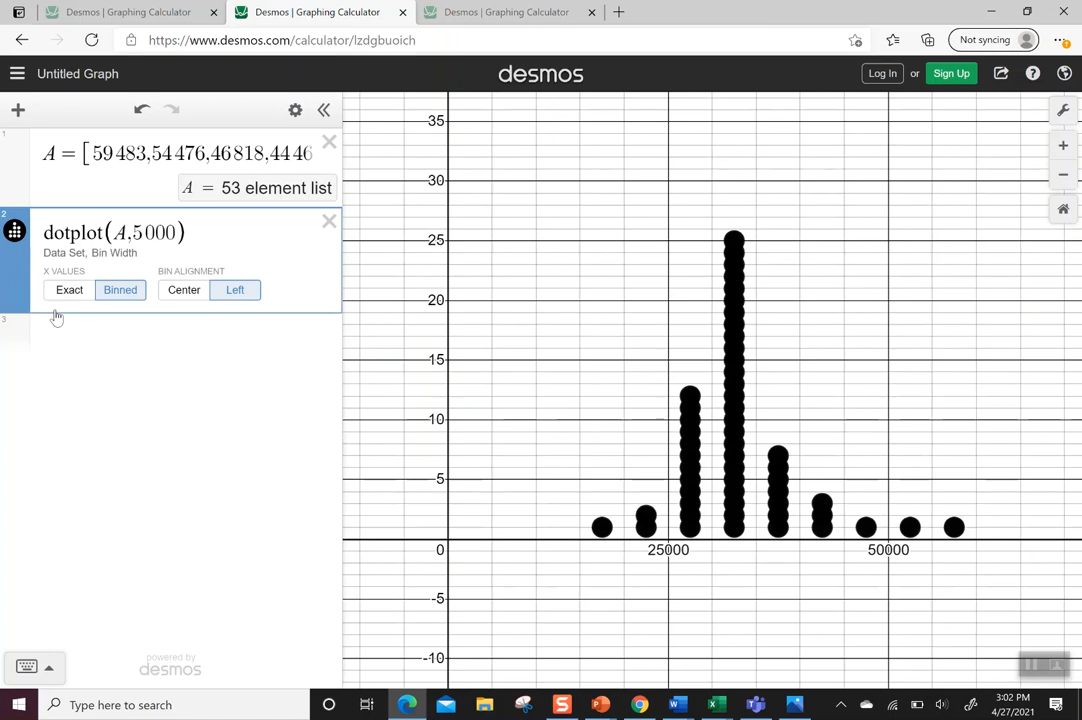 Desmos | Graphing Calculator
Desmos | Graphing Calculator
Desmos | Graphing Calculator
https://www.desmos.com/calculator/lzdgbuoich
Not syncing
Untitled Graph
desmos
Log In or Sign Up
1
A = [59483,54476,46818,4446
A = 53 element list
2
dotplot(A,5000)
Data Set, Bin Width
X VALUES BIN ALIGNMENT
Exact Binned Center Left
3
powered by
desmos
35
30
25
20
15
10
5
0 25000 50000
-5
-10
Type here to search
3:02 PM
4/27/2021